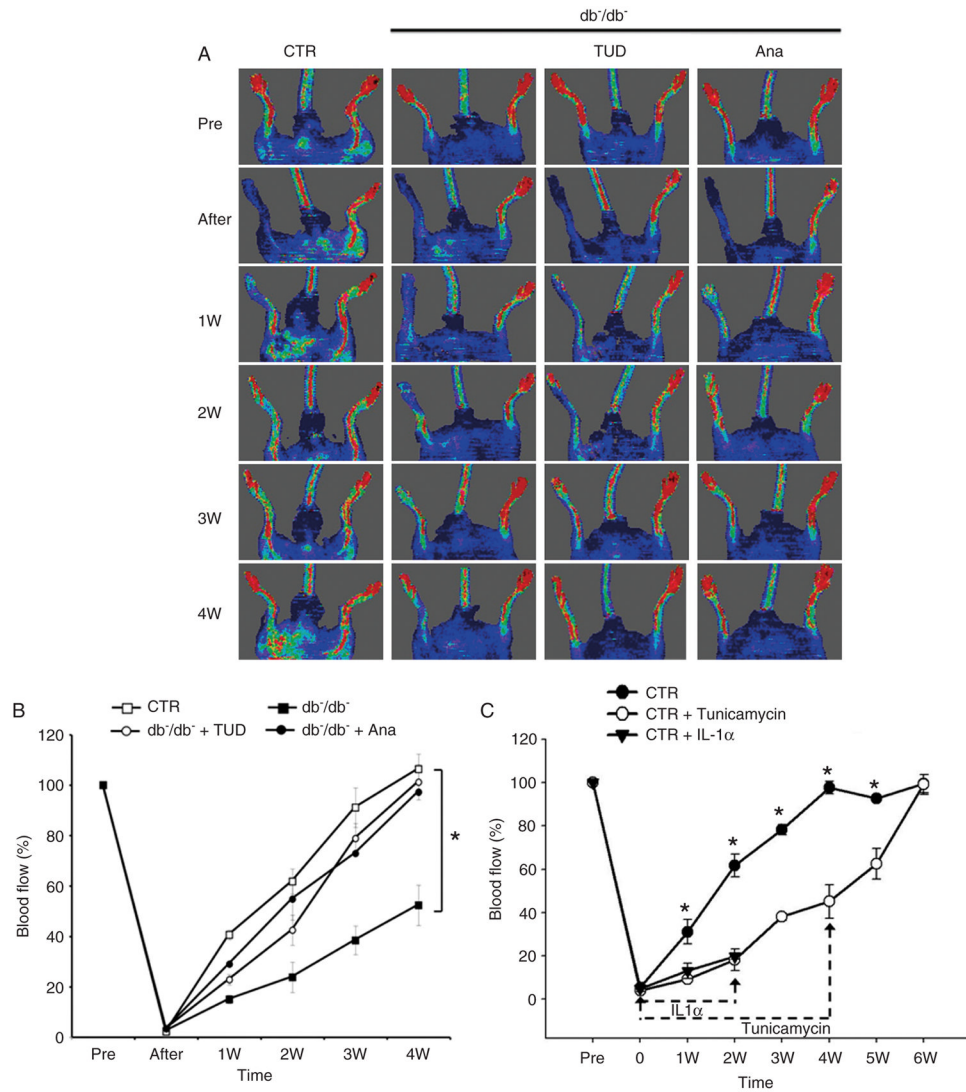 db⁻/db⁻
A CTR TUD Ana
Pre
After
1W
2W
3W
4W
B
CTR db⁻/db⁻
db⁻/db⁻ + TUD db⁻/db⁻ + Ana
120
100
80
60
40
20
0
Blood flow (%)
*
Pre After 1W 2W 3W 4W
Time
C
CTR
CTR + Tunicamycin
CTR + IL-1α
120
100
80
60
40
20
0
Blood flow (%)
* * * * *
IL1α
Tunicamycin
Pre 0 1W 2W 3W 4W 5W 6W
Time